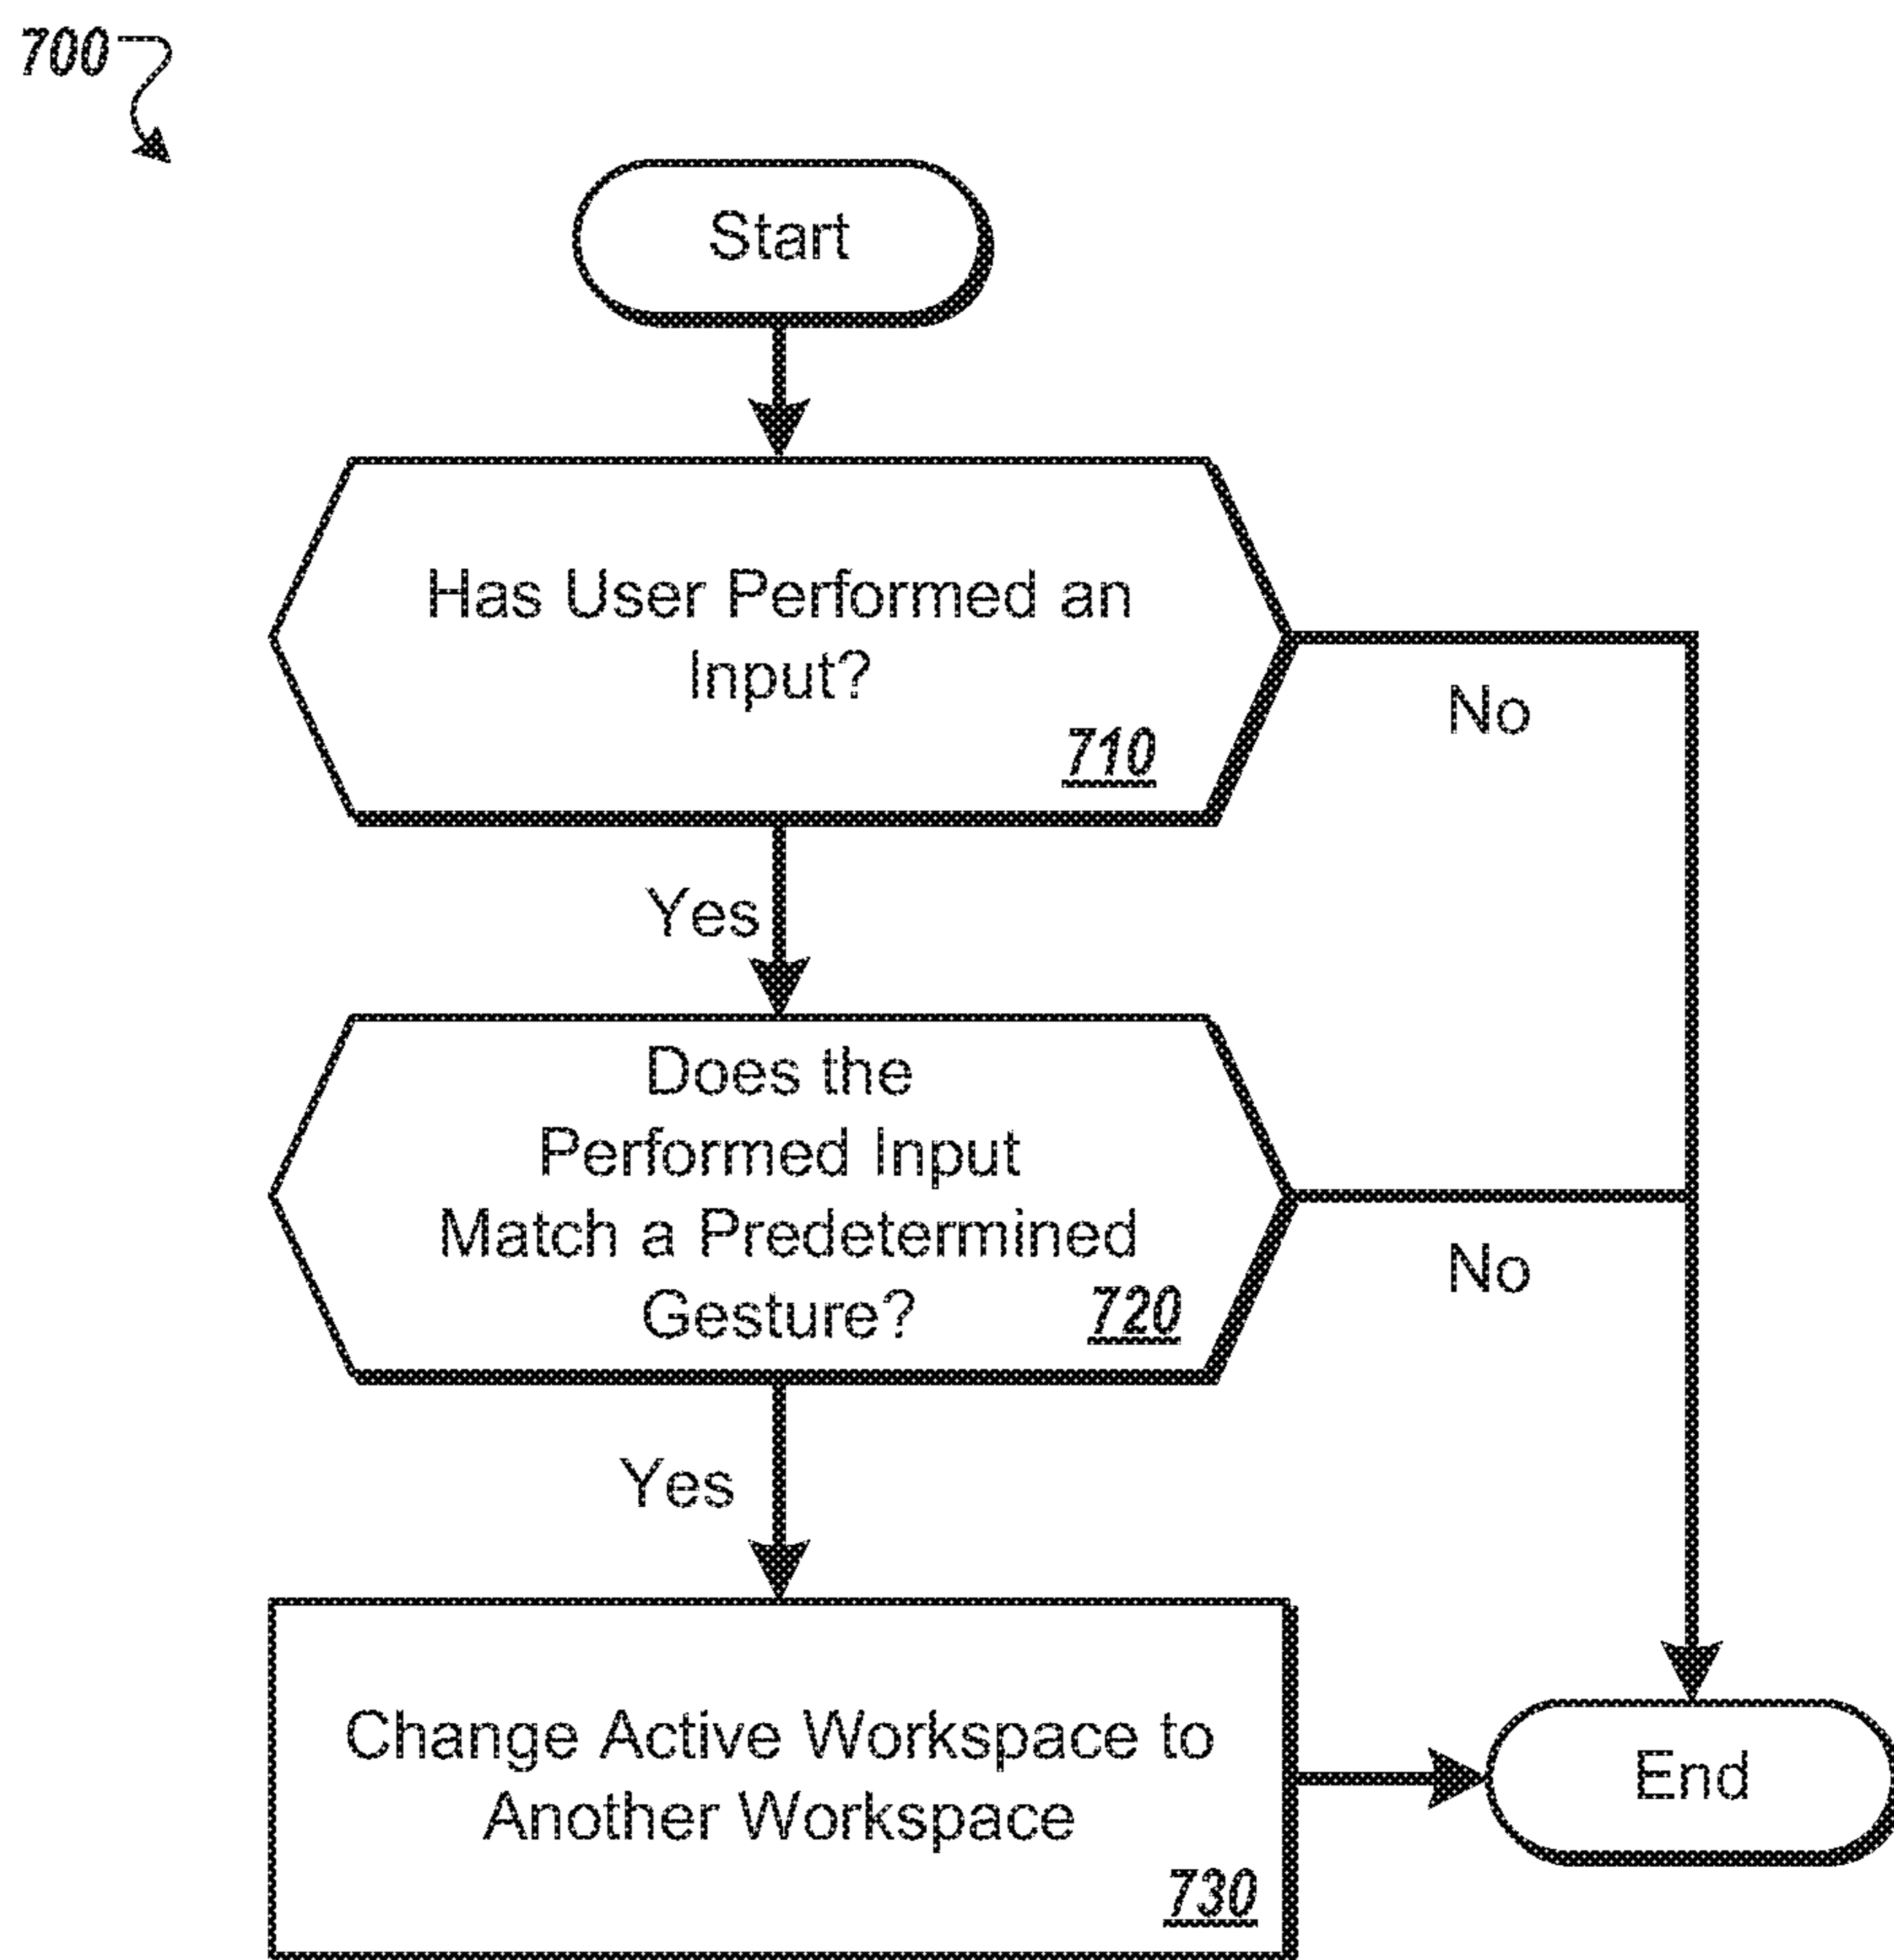 700
Start
Has User Performed an
Input?
710
No
Yes
Does the
Performed Input
Match a Predetermined
Gesture?
720
No
Yes
Change Active Workspace to
Another Workspace
730
End